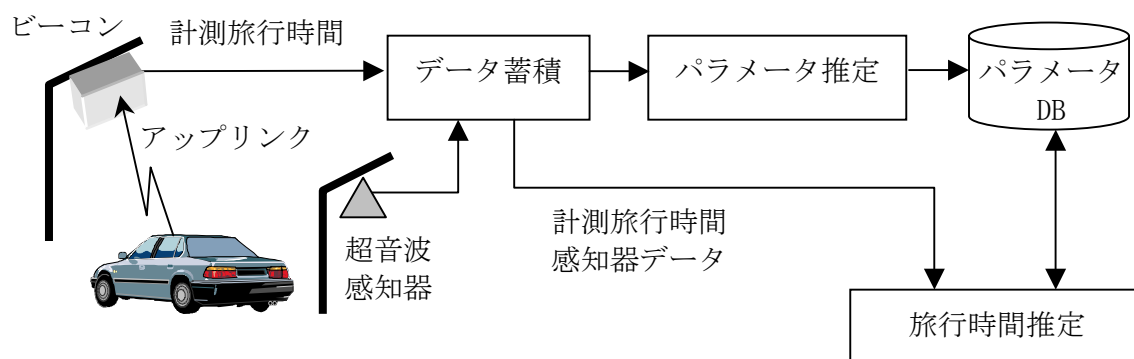 ビーコン
計測旅行時間
データ蓄積
パラメータ推定
パラメータ
DB
アップリンク
超音波
感知器
計測旅行時間
感知器データ
旅行時間推定